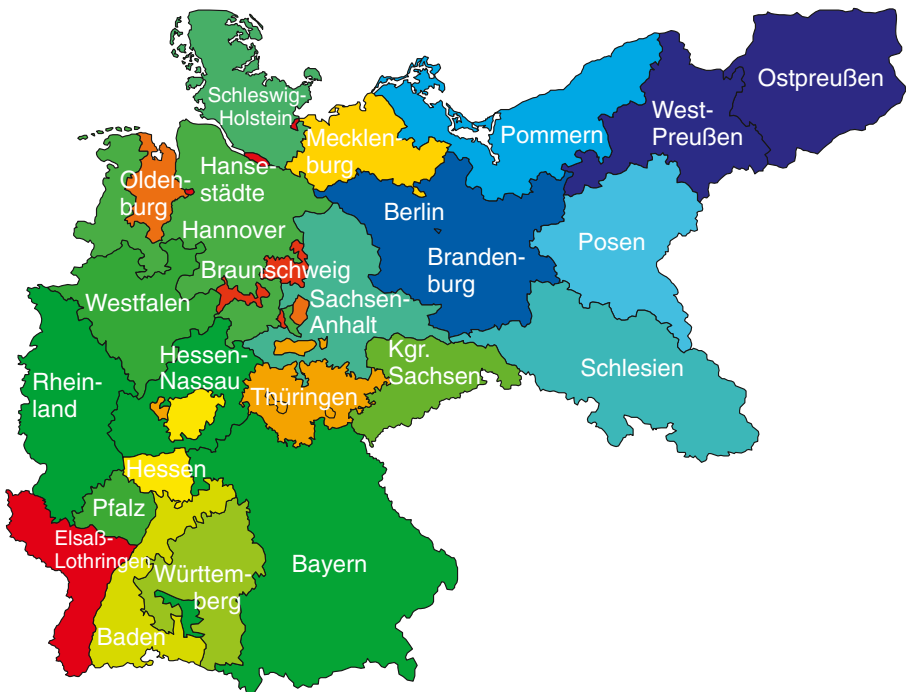 Ostpreußen
Schleswig-
Holstein
West-
Preußen
Mecklen-
burg
Pommern
Hanse-
städte
Olden-
burg
Berlin
Hannover
Posen
Branden-
burg
Braunschweig
Westfalen
Sachsen-
Anhalt
Hessen-
Nassau
Kgr.
Sachsen
Schlesien
Rhein-
land
Thüringen
Hessen
Pfalz
Elsaß-
Lothringen
Bayern
Württem-
berg
Baden